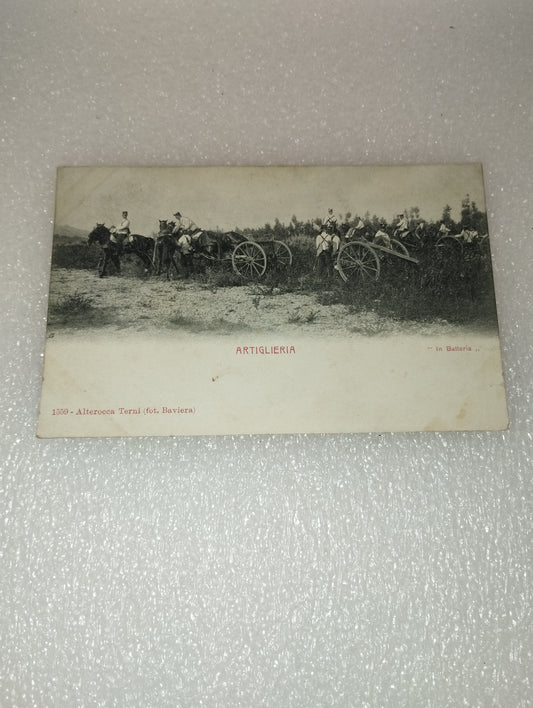 ARTIGLIERIA
“ in Batteria „
1559 - Alterocca Terni (fot. Baviera)